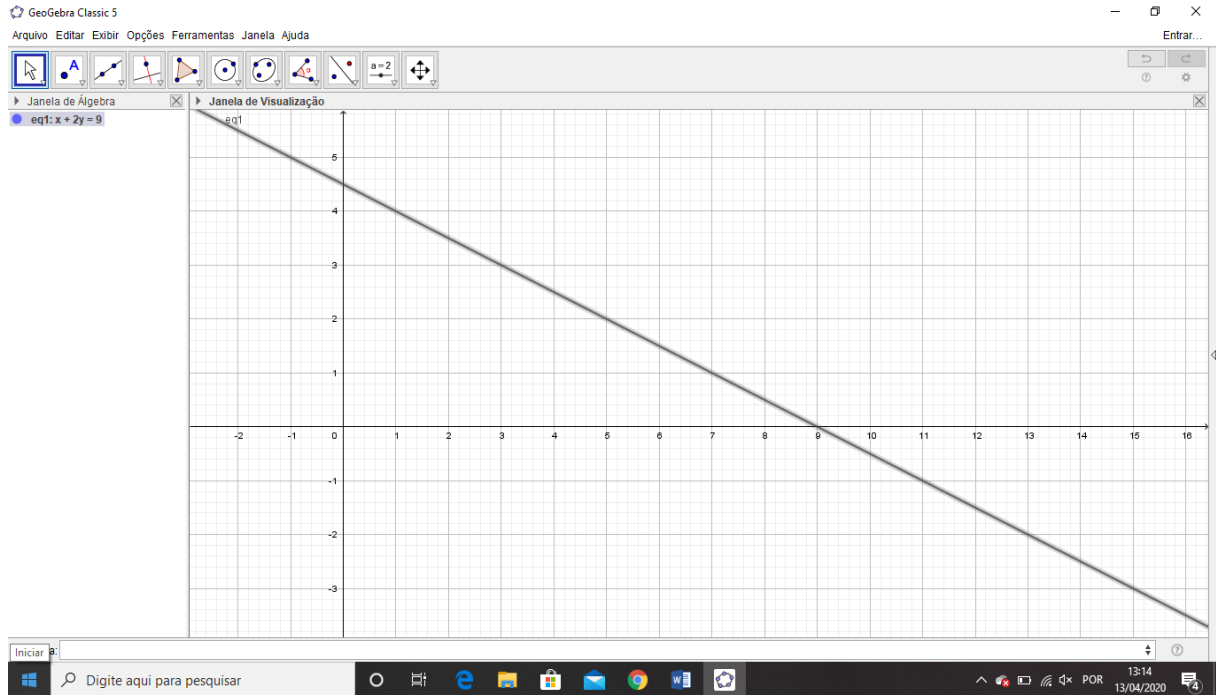 GeoGebra Classic 5
Arquivo Editar Exibir Opções Ferramentas Janela Ajuda Entrar...
A α a = 2
Janela de Álgebra
Janela de Visualização
eq1: x + 2y = 9
eq1
5
4
3
2
1
-2 -1 0 1 2 3 4 5 6 7 8 9 10 11 12 13 14 15 16
-1
-2
-3
Iniciar a:
Digite aqui para pesquisar
POR
13:14
13/04/2020
4